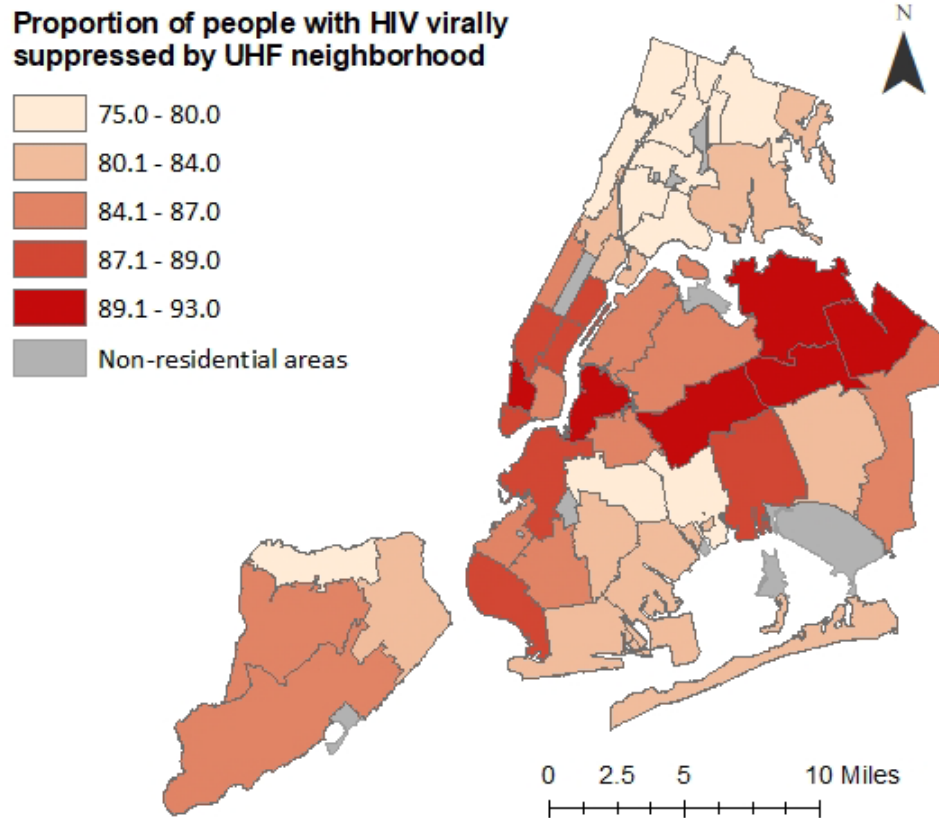 Proportion of people with HIV virally
suppressed by UHF neighborhood
75.0 - 80.0
80.1 - 84.0
84.1 - 87.0
87.1 - 89.0
89.1 - 93.0
Non-residential areas
N
0 2.5 5 10 Miles